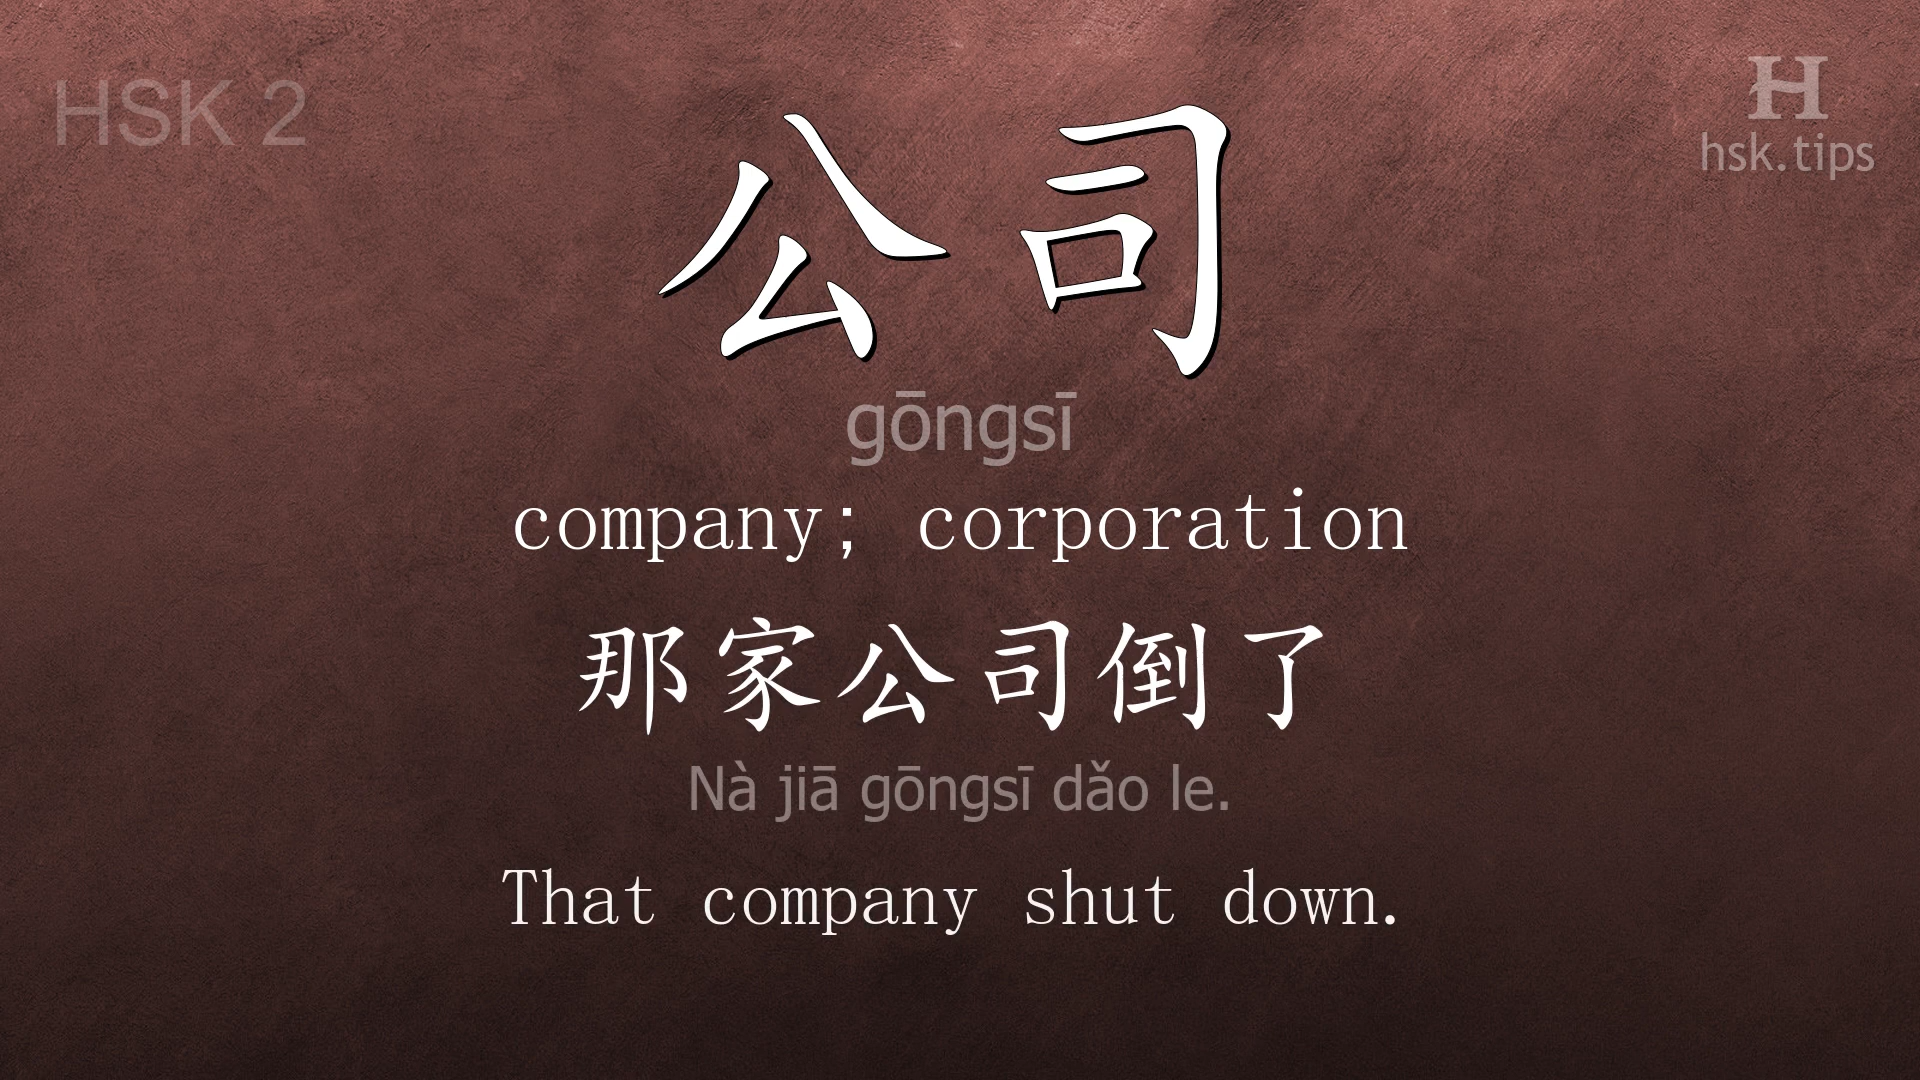 HSK 2
H
hsk.tips
公司
gōngsī
company; corporation
那家公司倒了
Nà jiā gōngsī dǎo le.
That company shut down.